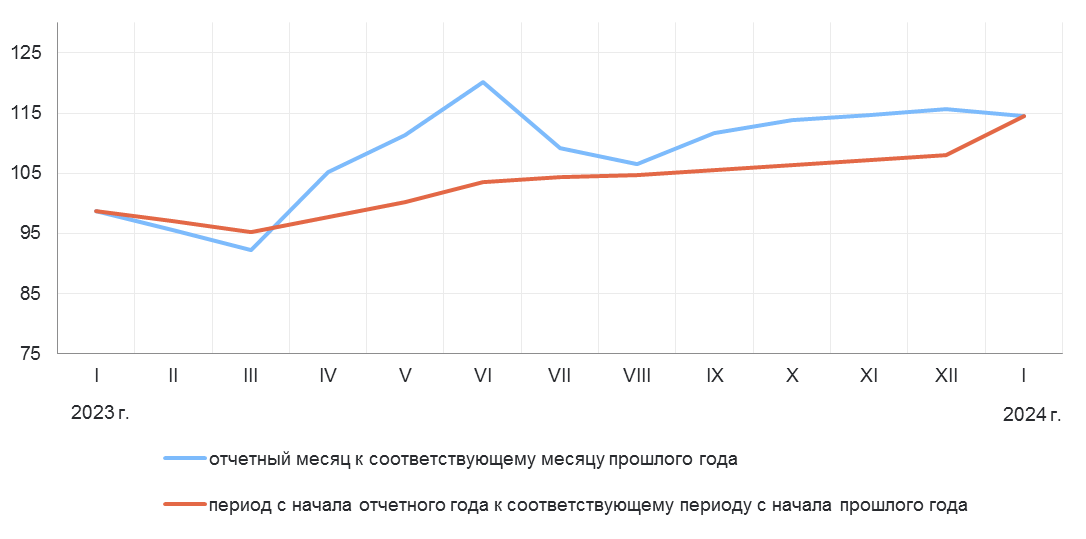 125
115
105
95
85
75
I II III IV V VI VII VIII IX X XI XII I
2023 г. 2024 г.
отчетный месяц к соответствующему месяцу прошлого года
период с начала отчетного года к соответствующему периоду с начала прошлого года